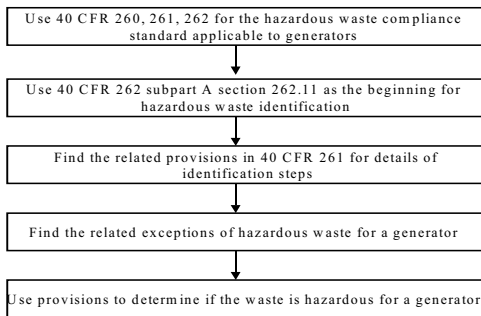 Use 40 CFR 260, 261, 262 for the hazardous waste compliance
standard applicable to generators
Use 40 CFR 262 subpart A section 262.11 as the beginning for
hazardous waste identification
Find the related provisions in 40 CFR 261 for details of
identification steps
Find the related exceptions of hazardous waste for a generator
Use provisions to determine if the waste is hazardous for a generator